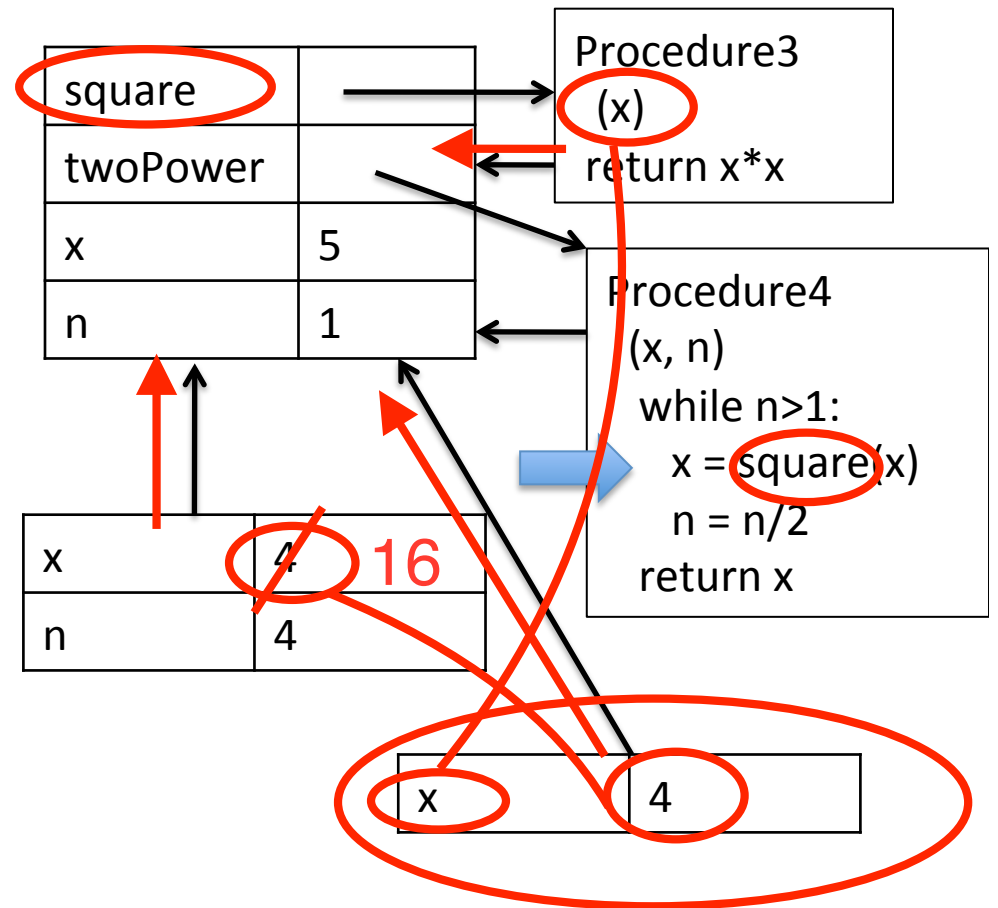 square
twoPower
x 5
n 1
Procedure3
(x)
return x*x
Procedure4
(x, n)
while n>1:
x = square(x)
n = n/2
return x
x 4 16
n 4
x 4